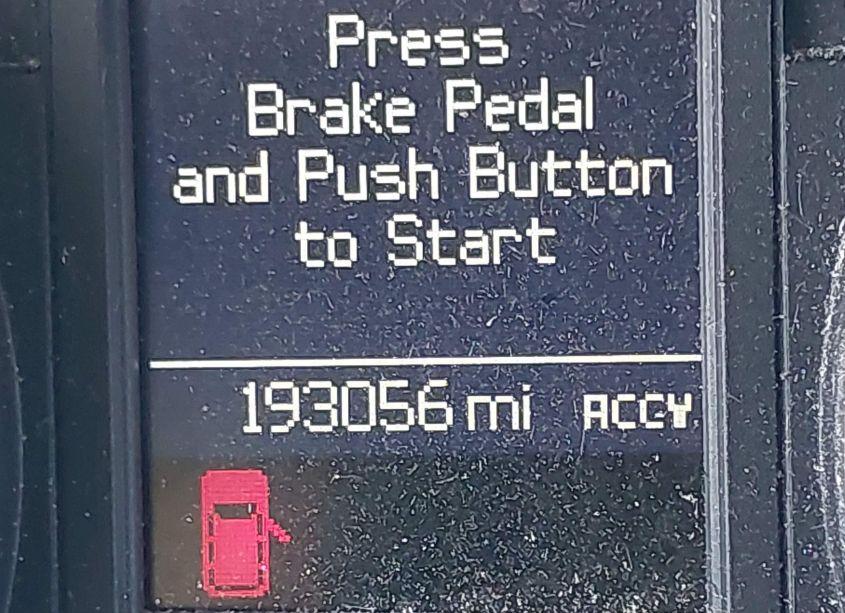 Press
Brake Pedal
and Push Button
to Start
193056 mi ACCY